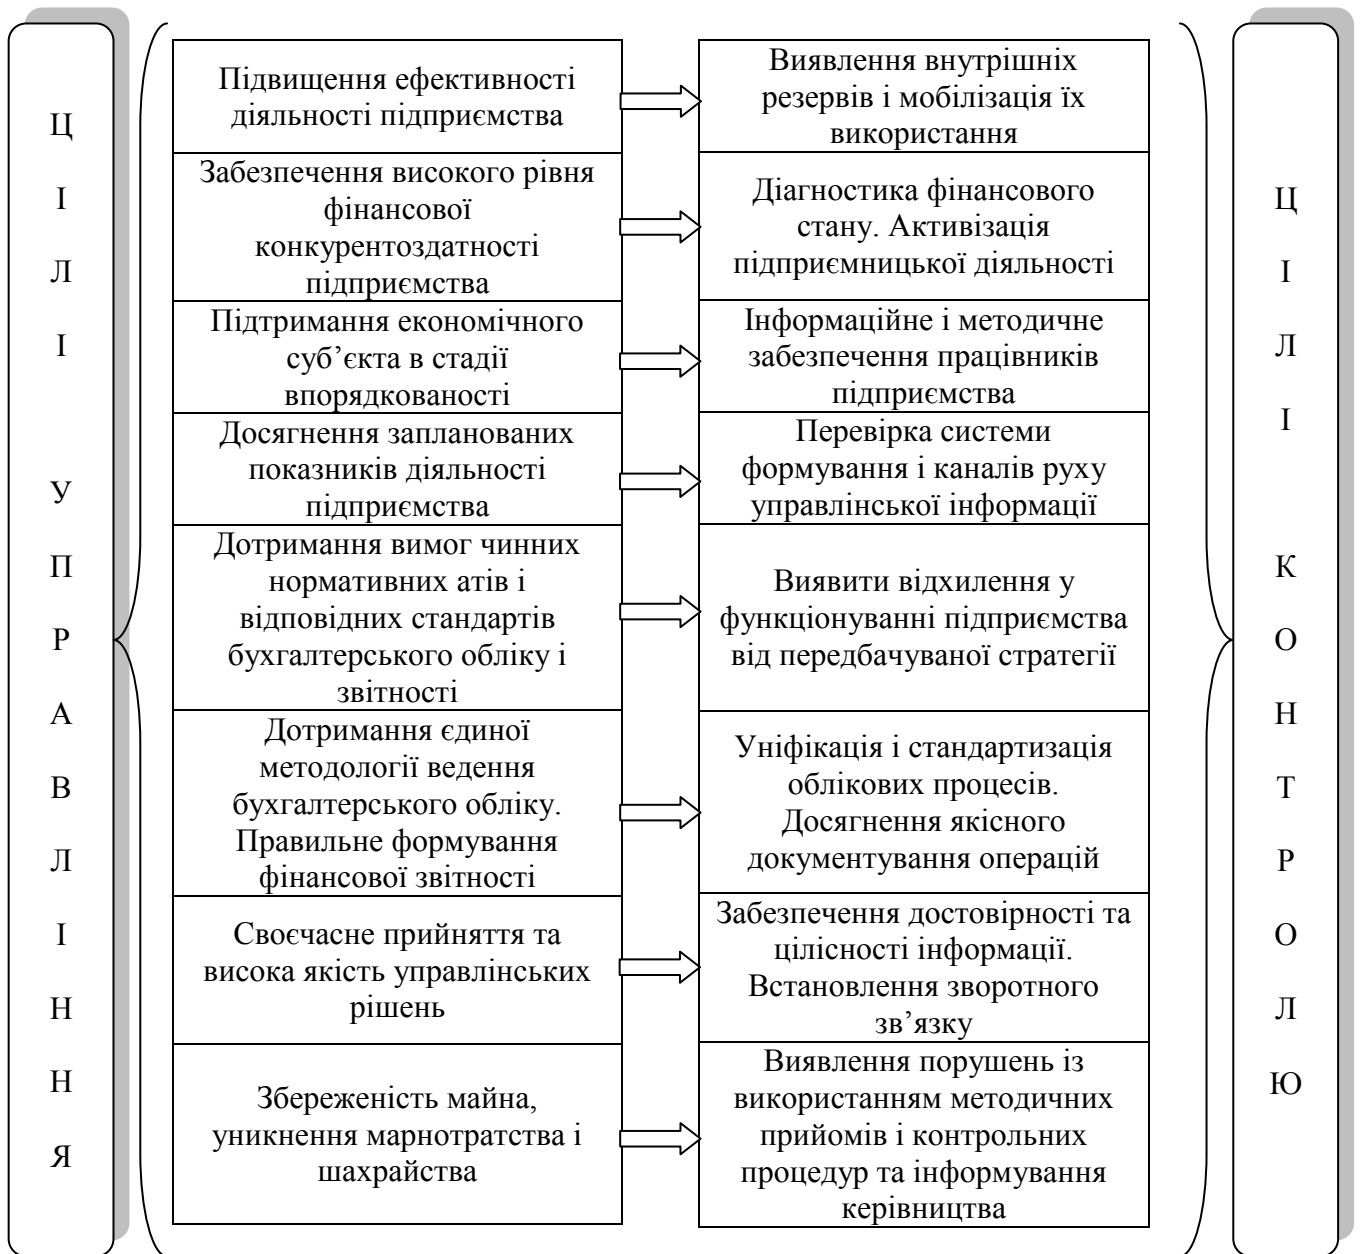 ЦІЛІ УПРАВЛІННЯ
Підвищення ефективності
діяльності підприємства
Виявлення внутрішніх
резервів і мобілізація їх
використання
Забезпечення високого рівня
фінансової
конкурентоздатності
підприємства
Діагностика фінансового
стану. Активізація
підприємницької діяльності
Підтримання економічного
суб’єкта в стадії
впорядкованості
Інформаційне і методичне
забезпечення працівників
підприємства
Досягнення запланованих
показників діяльності
підприємства
Перевірка системи
формування і каналів руху
управлінської інформації
Дотримання вимог чинних
нормативних атів і
відповідних стандартів
бухгалтерського обліку і
звітності
Виявити відхилення у
функціонуванні підприємства
від передбачуваної стратегії
Дотримання єдиної
методології ведення
бухгалтерського обліку.
Правильне формування
фінансової звітності
Уніфікація і стандартизація
облікових процесів.
Досягнення якісного
документування операцій
Своєчасне прийняття та
висока якість управлінських
рішень
Забезпечення достовірності та
цілісності інформації.
Встановлення зворотного
зв’язку
Збереженість майна,
уникнення марнотратства і
шахрайства
Виявлення порушень із
використанням методичних
прийомів і контрольних
процедур та інформування
керівництва
ЦІЛІ КОНТРОЛЮ